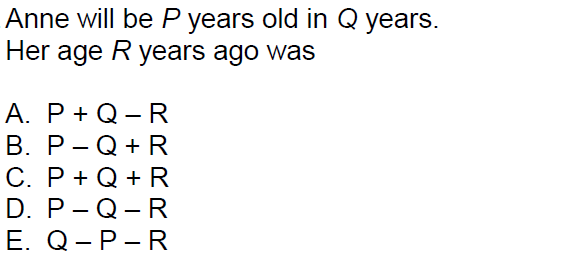 Anne will be P years old in Q years.
Her age R years ago was
A. P + Q – R
B. P – Q + R
C. P + Q + R
D. P – Q – R
E. Q – P – R